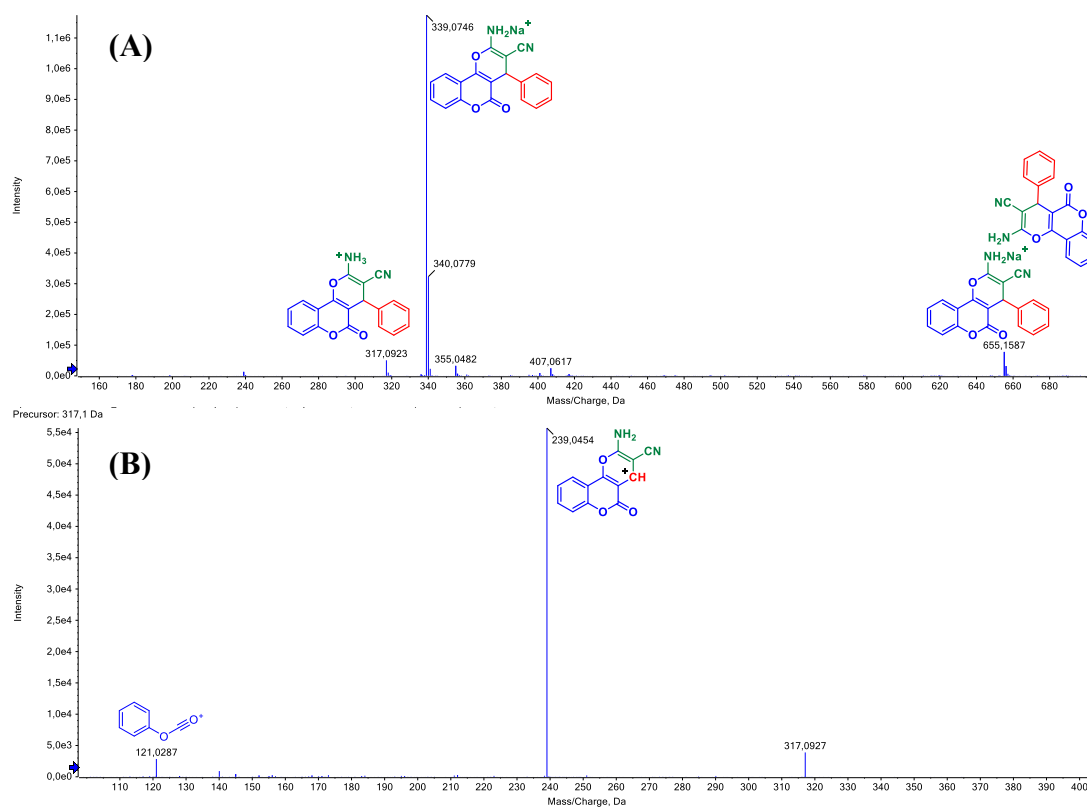 (A)
339,0746
NH2Na+
CN
O
O
O
1,1e6
1,0e6
9,0e5
8,0e5
7,0e5
6,0e5
5,0e5
4,0e5
3,0e5
2,0e5
1,0e5
0,0e0
Intensity
340,0779
+NH3
CN
O
O
O
317,0923
355,0482
407,0617
O
NC
O
H2N
O
NH2Na+
CN
O
O
O
655,1587
160 180 200 220 240 260 280 300 320 340 360 380 400 420 440 460 480 500 520 540 560 580 600 620 640 660 680
Mass/Charge, Da
Precursor: 317,1 Da
(B)
239,0454
NH2
CN
O
+
CH
O
O
5,5e4
5,0e4
4,5e4
4,0e4
3,5e4
3,0e4
2,5e4
2,0e4
1,5e4
1,0e4
5,0e3
0,0e0
Intensity
O
O+
121,0287
317,0927
110 120 130 140 150 160 170 180 190 200 210 220 230 240 250 260 270 280 290 300 310 320 330 340 350 360 370 380 390 400
Mass/Charge, Da